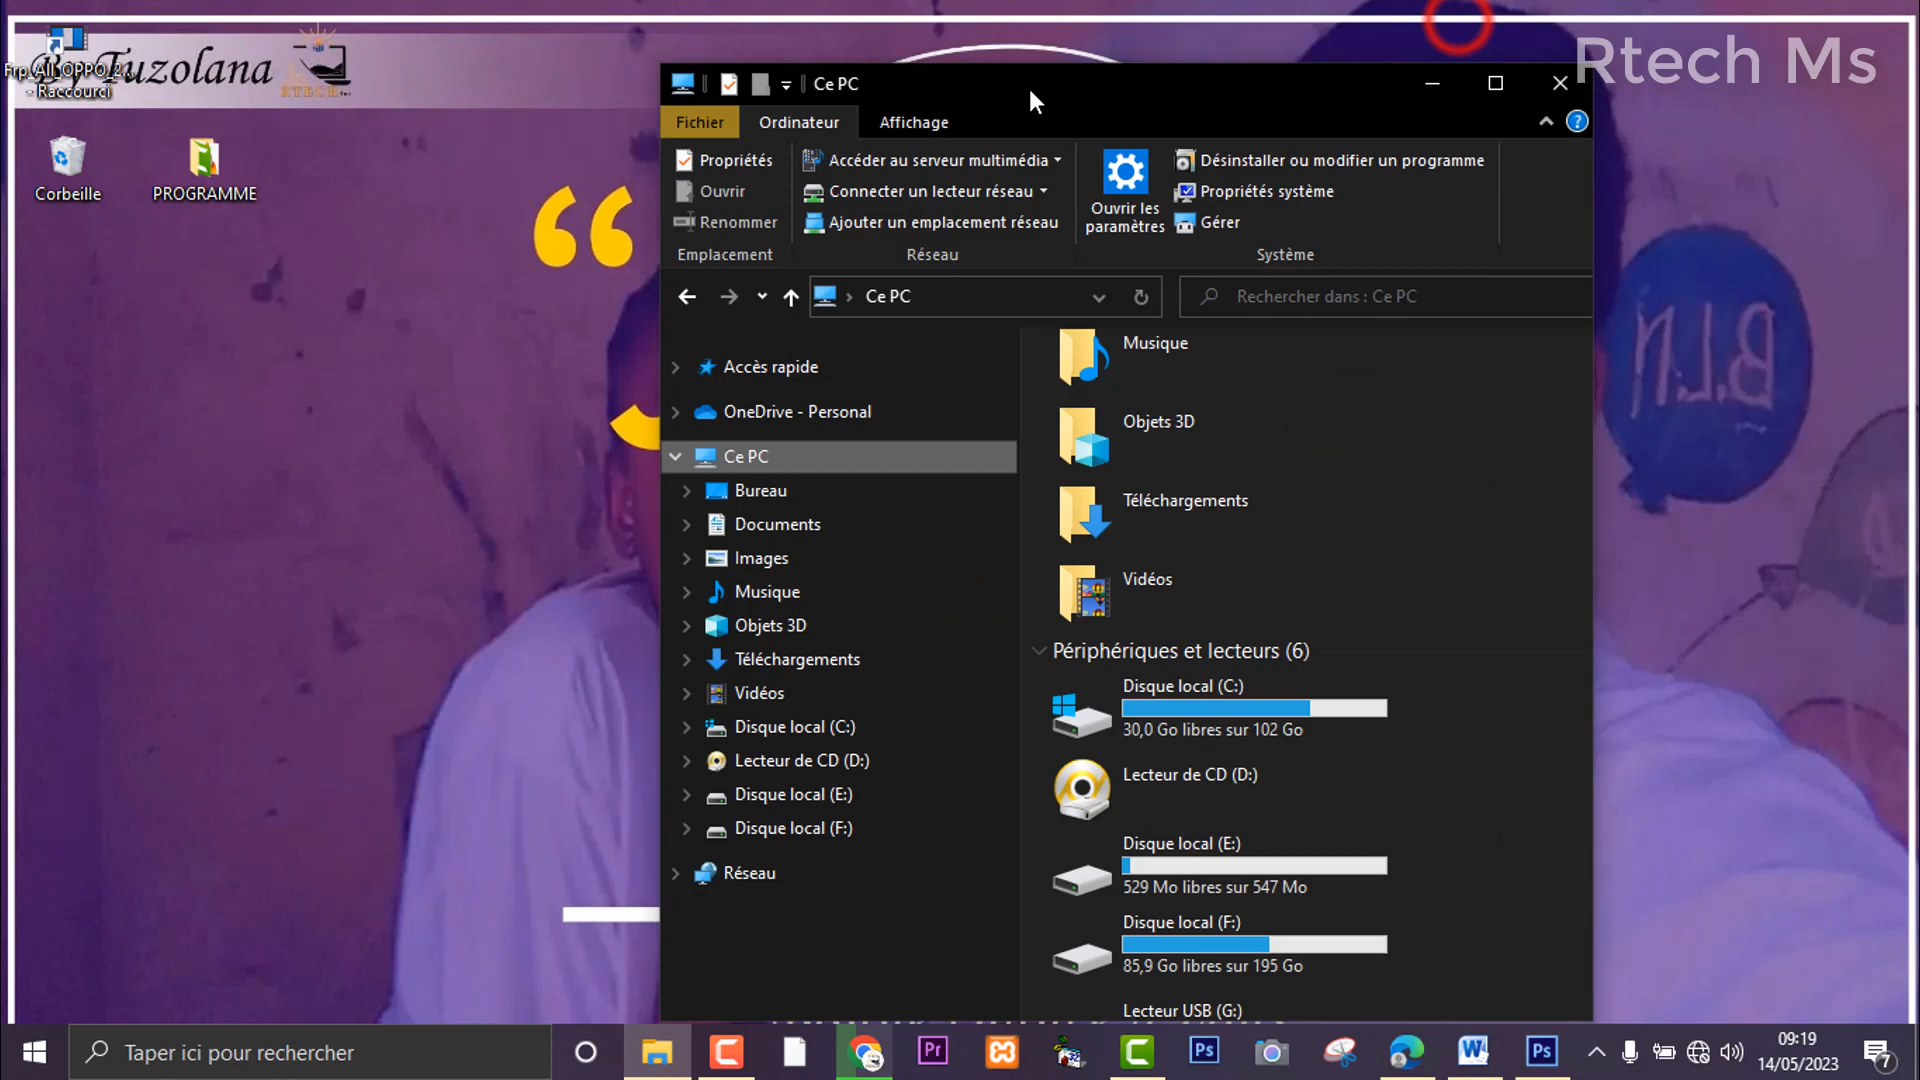 By Tuzolana
RTECH
Rtech Ms
Frp_All_OPPO_2...
- Raccourci
Corbeille
PROGRAMME
“
B.L.N
Ce PC
Fichier
Ordinateur
Affichage
Propriétés
Ouvrir
Renommer
Emplacement
Accéder au serveur multimédia
Connecter un lecteur réseau
Ajouter un emplacement réseau
Réseau
Ouvrir les
paramètres
Désinstaller ou modifier un programme
Propriétés système
Gérer
Système
Ce PC
Rechercher dans : Ce PC
Accès rapide
OneDrive - Personal
Ce PC
Bureau
Documents
Images
Musique
Objets 3D
Téléchargements
Vidéos
Disque local (C:)
Lecteur de CD (D:)
Disque local (E:)
Disque local (F:)
Réseau
Musique
Objets 3D
Téléchargements
Vidéos
Périphériques et lecteurs (6)
Disque local (C:)
30,0 Go libres sur 102 Go
Lecteur de CD (D:)
Disque local (E:)
529 Mo libres sur 547 Mo
Disque local (F:)
85,9 Go libres sur 195 Go
Lecteur USB (G:)
Taper ici pour rechercher
Pr
Ps
W
Ps
09:19
14/05/2023
7